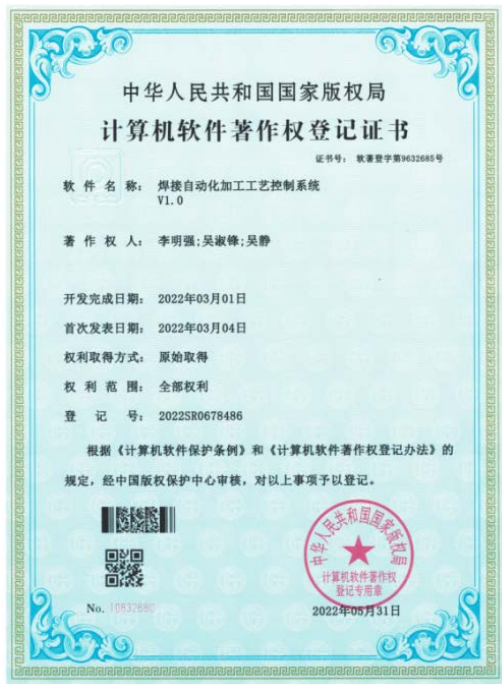 中华人民共和国国家版权局
计算机软件著作权登记证书
证书号： 软著登字第9632685号
软件名称： 焊接自动化加工工艺控制系统
V1.0
著作权人： 李明强;吴淑锋;吴静
开发完成日期： 2022年03月01日
首次发表日期： 2022年03月04日
权利取得方式： 原始取得
权利范围： 全部权利
登记号： 2022SR0678486
根据《计算机软件保护条例》和《计算机软件著作权登记办法》的
规定，经中国版权保护中心审核，对以上事项予以登记。
中华人民共和国国家版权局
计算机软件著作权
登记专用章
No. 10832680
2022年05月31日